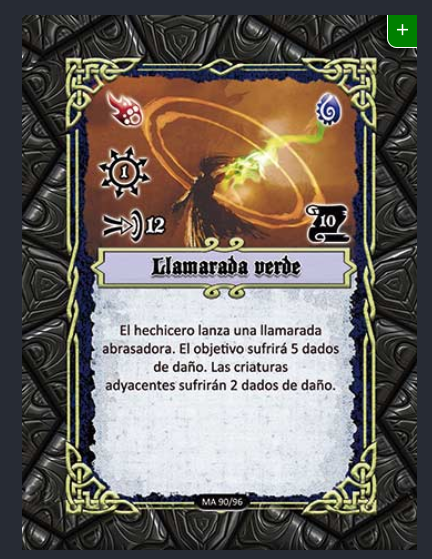 +
1
12
10
Llamarada verde
El hechicero lanza una llamarada
abrasadora. El objetivo sufrirá 5 dados
de daño. Las criaturas
adyacentes sufrirán 2 dados de daño.
MA 90/96